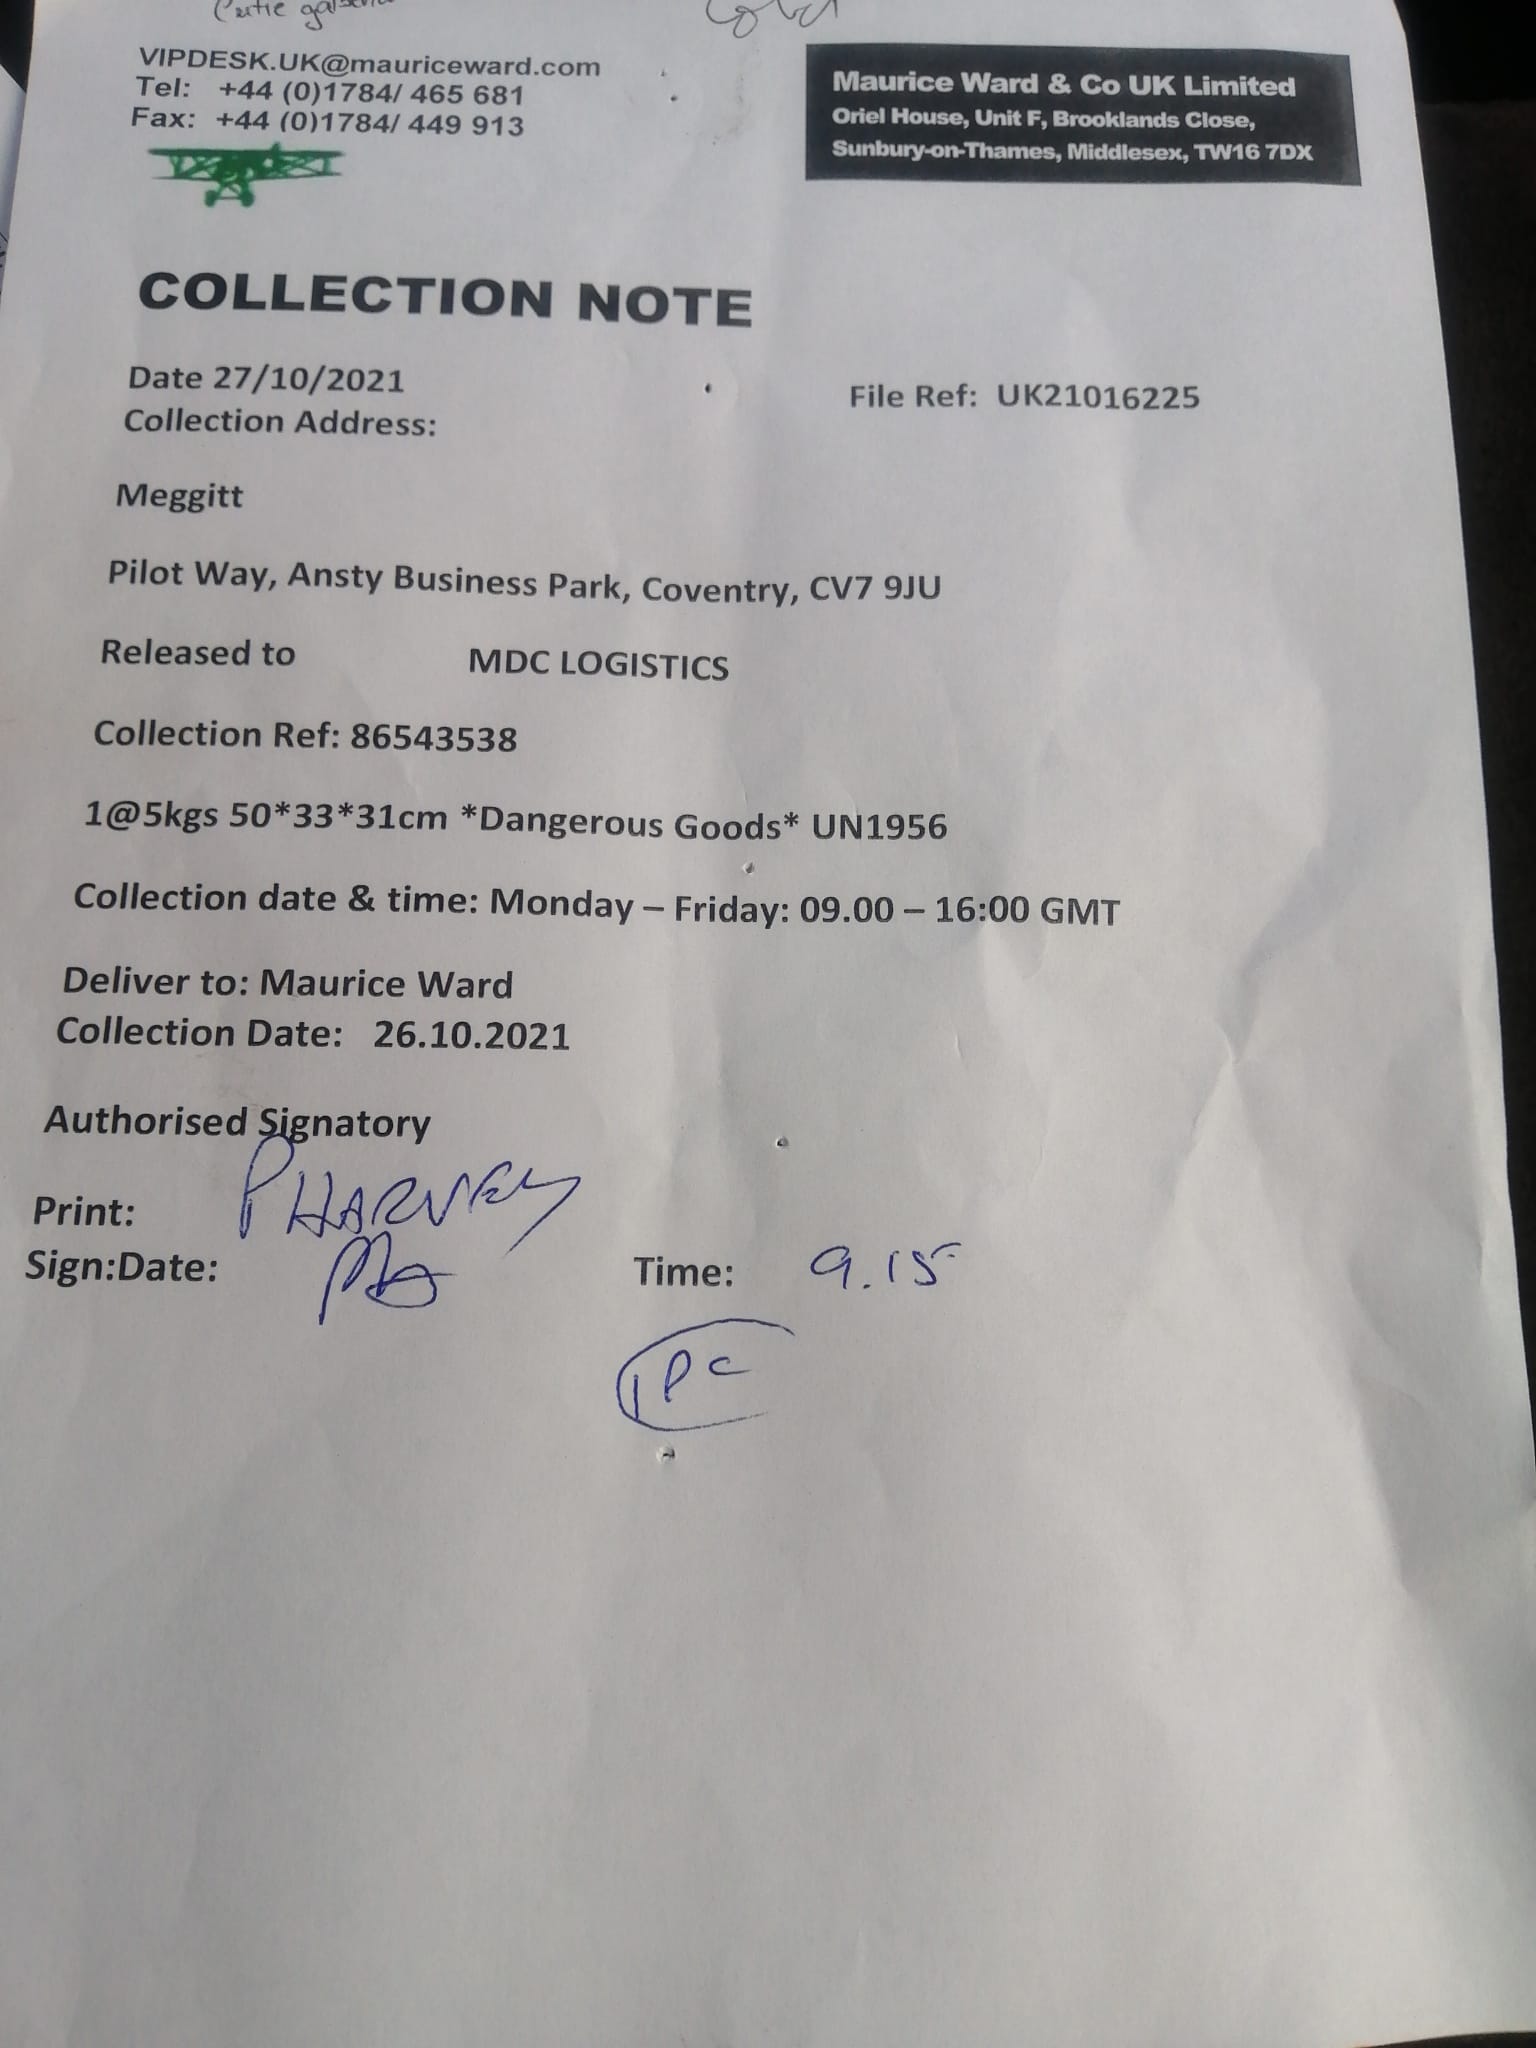 VIPDESK.UK@mauriceward.com
Tel: +44 (0)1784/ 465 681
Fax: +44 (0)1784/ 449 913
Maurice Ward & Co UK Limited
Oriel House, Unit F, Brooklands Close,
Sunbury-on-Thames, Middlesex, TW16 7DX
COLLECTION NOTE
Date 27/10/2021
File Ref: UK21016225
Collection Address:
Meggitt
Pilot Way, Ansty Business Park, Coventry, CV7 9JU
Released to MDC LOGISTICS
Collection Ref: 86543538
1@5kgs 50*33*31cm *Dangerous Goods* UN1956
Collection date & time: Monday – Friday: 09.00 – 16:00 GMT
Deliver to: Maurice Ward
Collection Date: 26.10.2021
Authorised Signatory
Print: P HARVEY
Sign:Date: Time: 9.15
1 PC